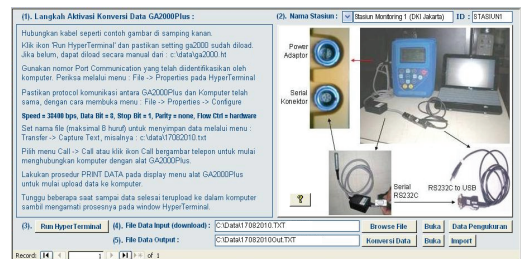 (1). Langkah Aktivasi Konversi Data GA2000Plus :
Hubungkan kabel seperti contoh gambar di samping kanan.
Klik ikon 'Run HyperTerminal' dan pastikan setting ga2000 sudah diload.
Jika belum, dapat diload secara manual dari : c:\data\ga2000.ht
Gunakan nomor Port Communication yang telah diidentifikasikan oleh
komputer. Periksa melalui menu : File -> Properties pada HyperTerminal
Pastikan protokol komunikasi antara GA2000Plus dan Komputer telah
sama, dengan cara membuka menu : File -> Properties -> Configure
Speed = 38400 bps, Data Bit = 8, Stop Bit = 1, Parity = none, Flow Ctrl = hardware
Set nama file (maksimal 8 huruf) untuk menyimpan data melalui menu :
Transfer -> Capture Text, misalnya : c:\data\17082010.txt
Pilih menu Call -> Call atau klik ikon Call bergambar telepon untuk mulai
menghubungkan komputer dengan alat GA2000Plus.
Lakukan prosedur PRINT DATA pada display menu alat GA2000Plus
untuk mulai upload data ke komputer.
Tunggu beberapa saat sampai data selesai terupload ke dalam komputer
sambil mengamati prosesnya pada window HyperTerminal.
(2). Nama Stasiun :
Stasiun Monitoring 1 (DKI Jakarta)
ID :
STASIUN1
Power
Adaptor
Serial
Konektor
Serial
RS232C
RS232C to USB
?
(3).
Run HyperTerminal
(4). File Data Input (download) :
C:\Data\17082010.TXT
Browse File
Buka
Data Pengukuran
(5). File Data Output :
C:\Data\17082010Out.TXT
Konversi Data
Buka
Import
Record: 1 of 1